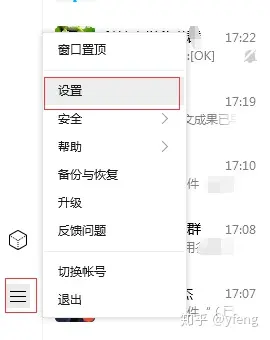 17:22
:[OK]
窗口置顶
设置
17:19
安全
文成果已
帮助
17:10
备份与恢复
件
升级
群
17:08
反馈问题
切换帐号
杰
17:07
退出
件
知乎 @yfeng